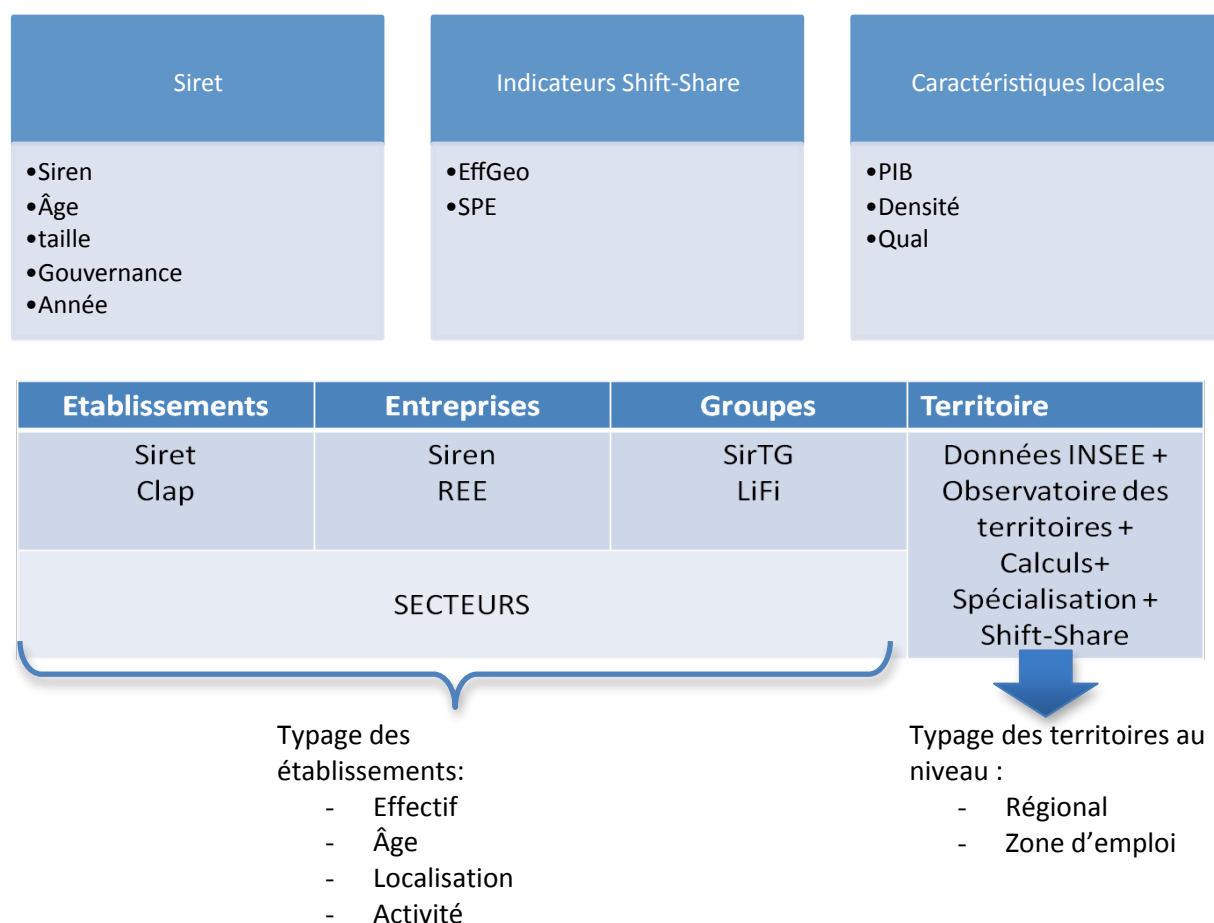 Siret
•Siren
•Âge
•taille
•Gouvernance
•Année
Indicateurs Shift-Share
•EffGeo
•SPE
Caractéristiques locales
•PIB
•Densité
•Qual
Etablissements
Entreprises
Groupes
Territoire
Siret
Clap
Siren
REE
SirTG
LiFi
Données INSEE +
Observatoire des
territoires +
Calculs+
Spécialisation +
Shift-Share
SECTEURS
Typage des
établissements:
- Effectif
- Âge
- Localisation
- Activité
Typage des territoires au
niveau :
- Régional
- Zone d'emploi